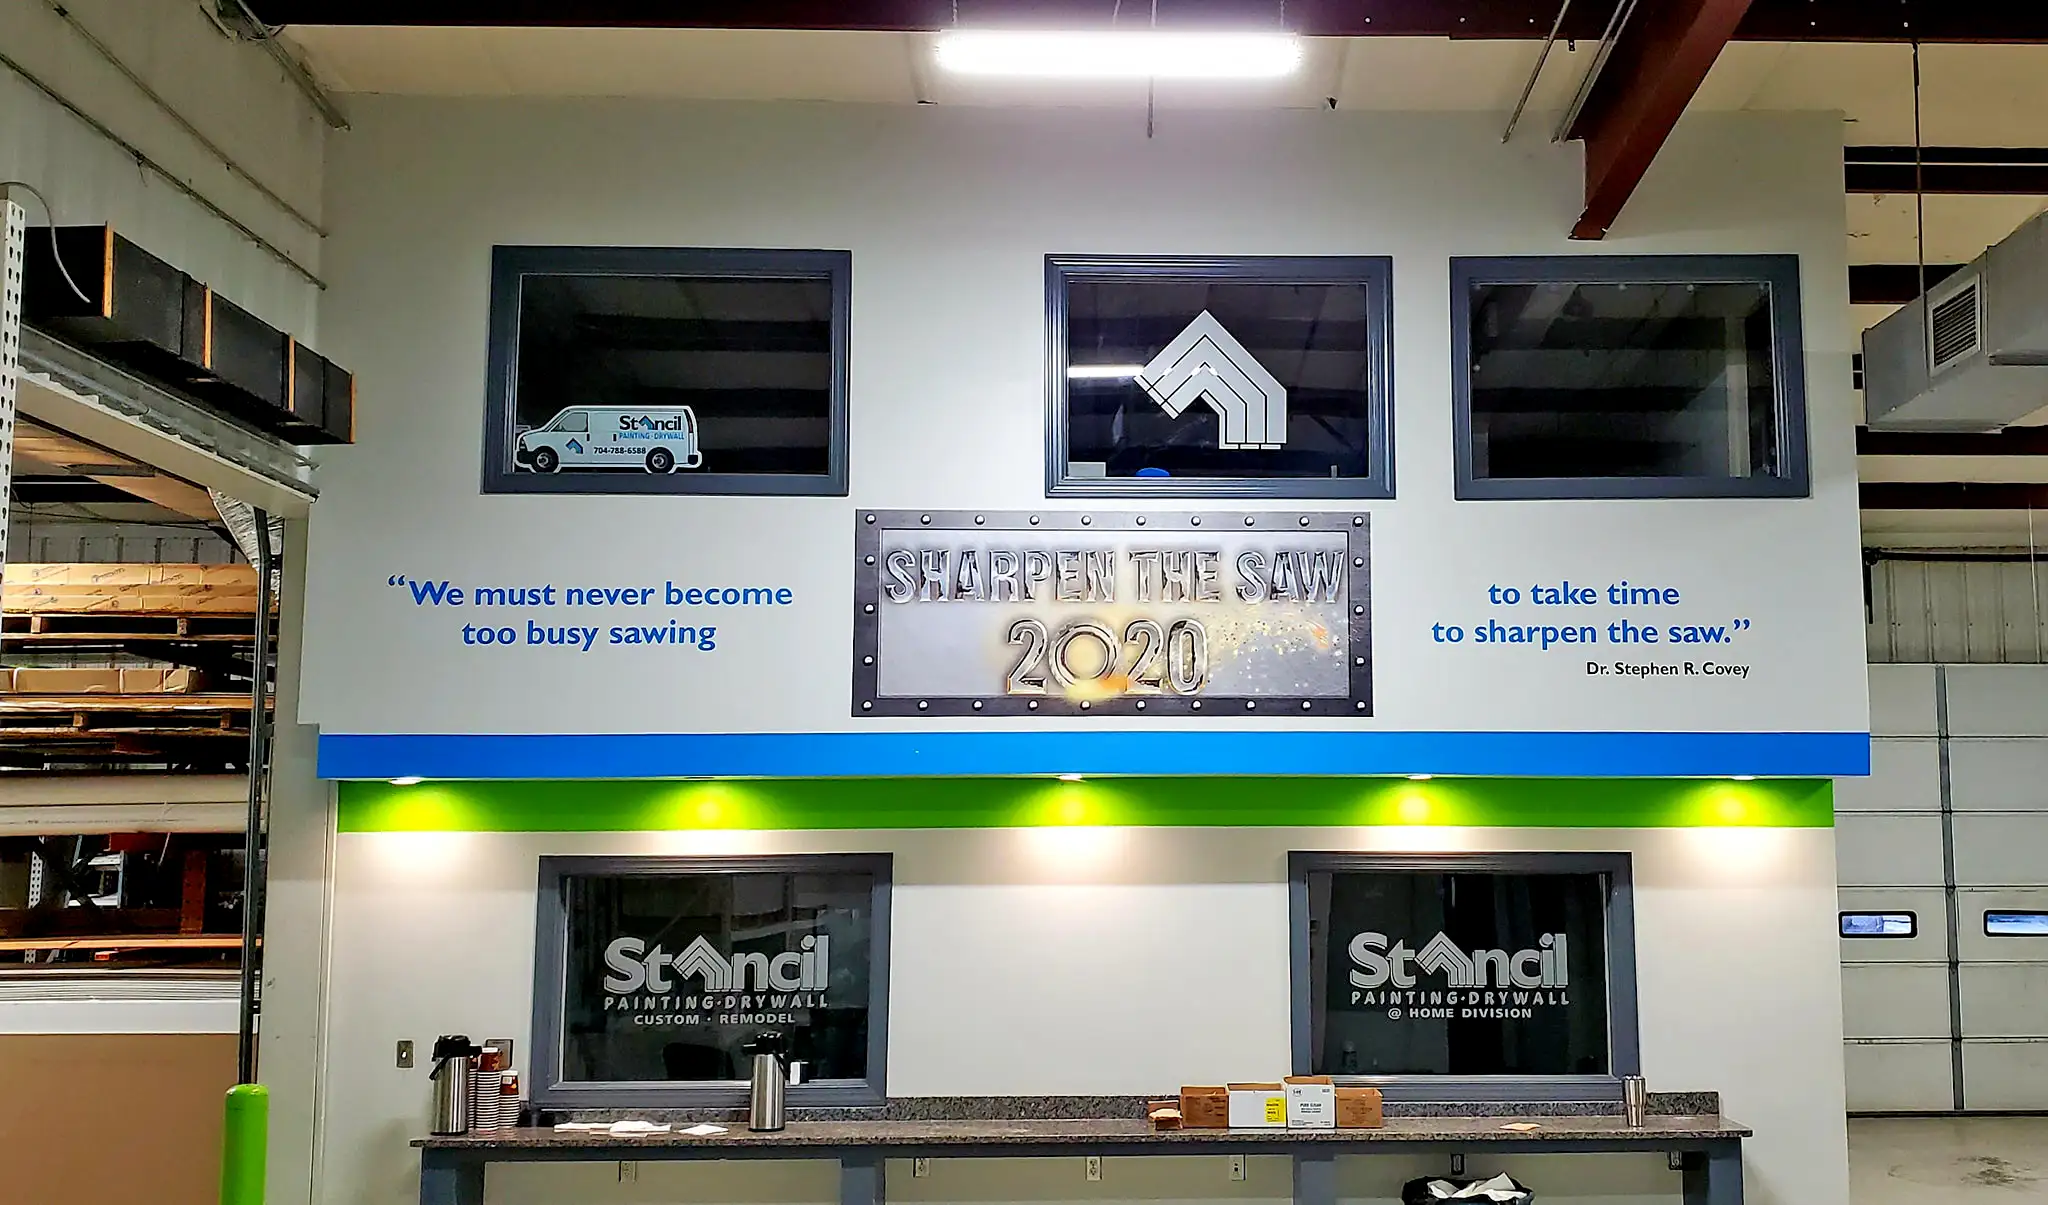 Stancil
PAINTING·DRYWALL
704-788-6588
"We must never become
too busy sawing
SHARPEN THE SAW
2020
to take time
to sharpen the saw."
Dr. Stephen R. Covey
Stancil
PAINTING·DRYWALL
CUSTOM · REMODEL
Stancil
PAINTING·DRYWALL
@ HOME DIVISION